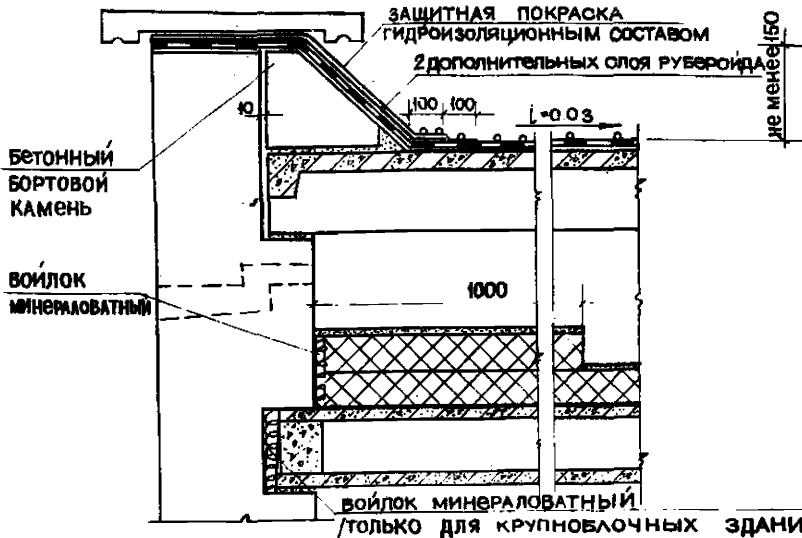 ЗАЩИТНАЯ ПОКРАСКА
ГИДРОИЗОЛЯЦИОННЫМ СОСТАВОМ
2 ДОПОЛНИТЕЛЬНЫХ СЛОЯ РУБЕРОЙДА
100 100
i=0.03
не менее 150
10
БЕТОННЫЙ
БОРТОВОЙ
КАМЕНЬ
ВОЙЛОК
МИНЕРАЛОВАТНЫЙ
1000
ВОЙЛОК МИНЕРАЛОВАТНЫЙ
/ТОЛЬКО ДЛЯ КРУПНОБЛОЧНЫХ ЗДАНИ